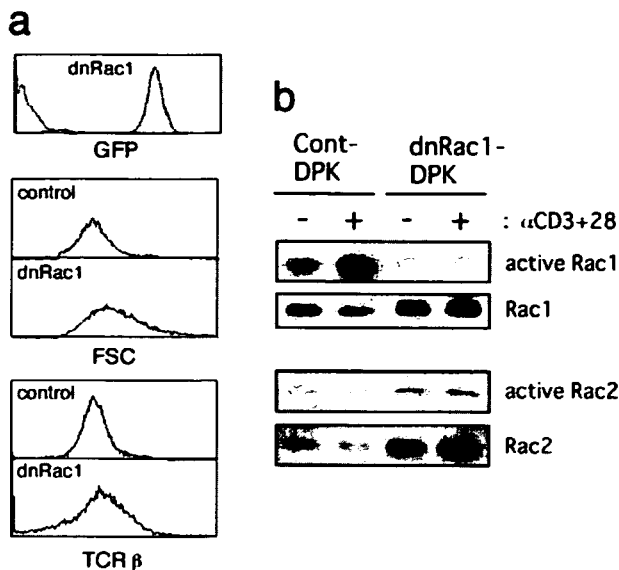 a
dnRac1
GFP
control
dnRac1
FSC
control
dnRac1
TCR β
b
Cont-
DPK
dnRac1-
DPK
- + - + : αCD3+28
active Rac1
Rac1
active Rac2
Rac2